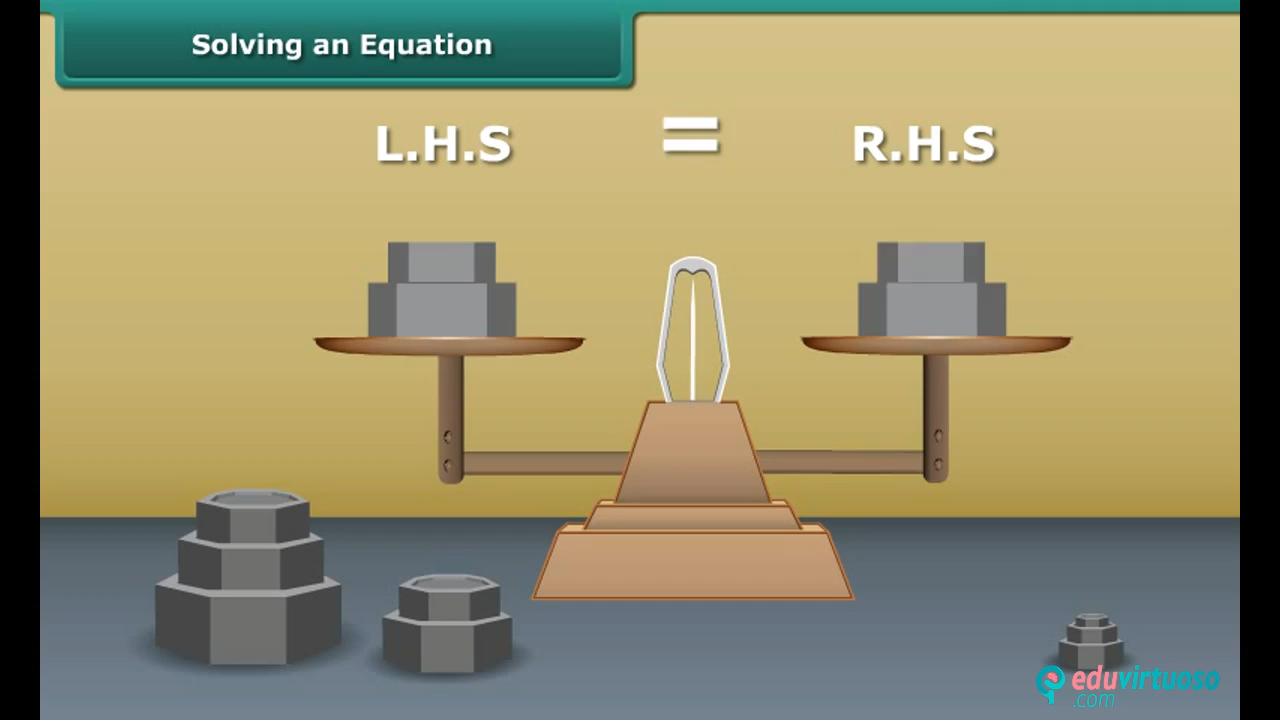 Solving an Equation
L.H.S = R.H.S
eduvirtuoso
.com